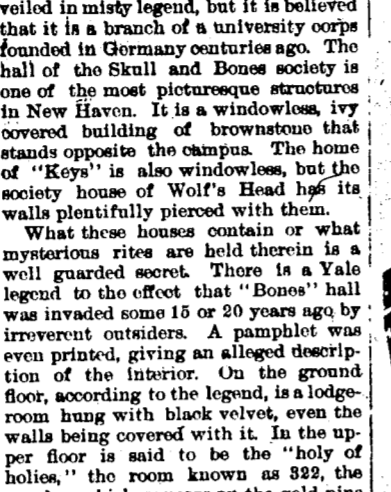 veiled in misty legend, but it is believed
that it is a branch of a university corps
founded in Germany centuries ago. The
hall of the Skull and Bones society is
one of the most picturesque structures
in New Haven. It is a windowless, ivy
covered building of brownstone that
stands opposite the campus. The home
of "Keys" is also windowless, but the
society house of Wolf's Head has its
walls plentifully pierced with them.
What these houses contain or what
mysterious rites are held therein is a
well guarded secret. There is a Yale
legend to the effect that "Bones" hall
was invaded some 15 or 20 years ago by
irreverent outsiders. A pamphlet was
even printed, giving an alleged descrip-
tion of the interior. On the ground
floor, according to the legend, is a lodge-
room hung with black velvet, even the
walls being covered with it. In the up-
per floor is said to be the "holy of
holies," the room known as 322, the